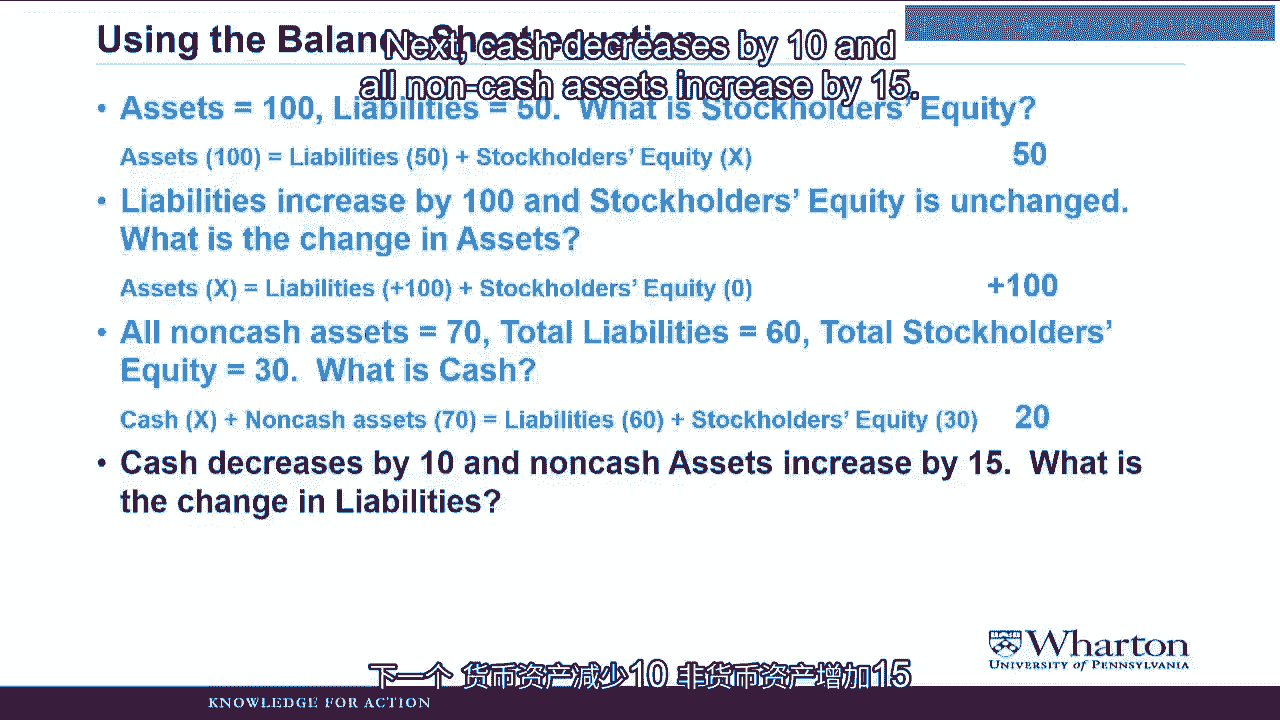 Using the Balance Sheet equation
Next, cash decreases by 10 and
all non-cash assets increase by 15.
• Assets = 100, Liabilities = 50. What is Stockholders' Equity?
Assets (100) = Liabilities (50) + Stockholders' Equity (X) 50
• Liabilities increase by 100 and Stockholders' Equity is unchanged.
What is the change in Assets?
Assets (X) = Liabilities (+100) + Stockholders' Equity (0) +100
• All noncash assets = 70, Total Liabilities = 60, Total Stockholders'
Equity = 30. What is Cash?
Cash (X) + Noncash assets (70) = Liabilities (60) + Stockholders' Equity (30) 20
• Cash decreases by 10 and noncash Assets increase by 15. What is
the change in Liabilities?
Wharton
UNIVERSITY of PENNSYLVANIA
下一个 货币资产减少10 非货币资产增加15
KNOWLEDGE FOR ACTION